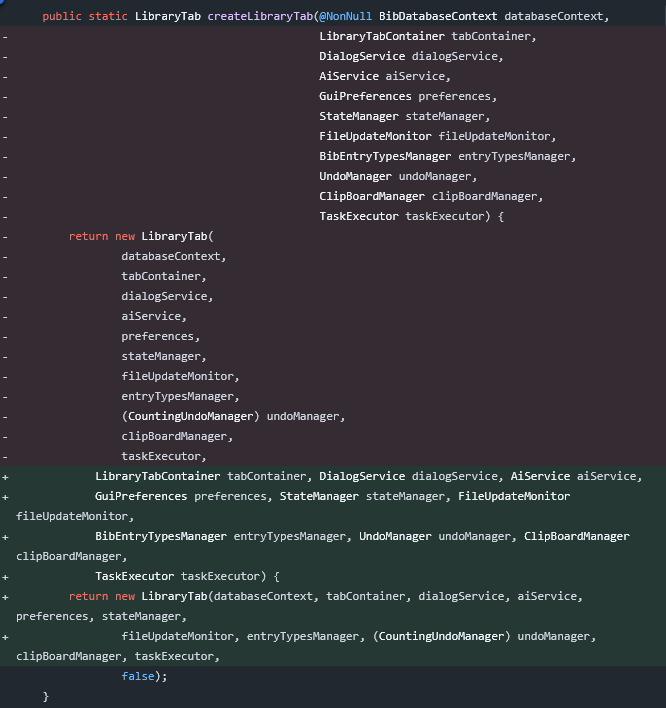 public static LibraryTab createLibraryTab(@NonNull BibDatabaseContext databaseContext,
-                                              LibraryTabContainer tabContainer,
-                                              DialogService dialogService,
-                                              AiService aiService,
-                                              GuiPreferences preferences,
-                                              StateManager stateManager,
-                                              FileUpdateMonitor fileUpdateMonitor,
-                                              BibEntryTypesManager entryTypesManager,
-                                              UndoManager undoManager,
-                                              ClipBoardManager clipBoardManager,
-                                              TaskExecutor taskExecutor) {
-        return new LibraryTab(
-                databaseContext,
-                tabContainer,
-                dialogService,
-                aiService,
-                preferences,
-                stateManager,
-                fileUpdateMonitor,
-                entryTypesManager,
-                (CountingUndoManager) undoManager,
-                clipBoardManager,
-                taskExecutor,
+            LibraryTabContainer tabContainer, DialogService dialogService, AiService aiService,
+            GuiPreferences preferences, StateManager stateManager, FileUpdateMonitor
fileUpdateMonitor,
+            BibEntryTypesManager entryTypesManager, UndoManager undoManager, ClipBoardManager
clipBoardManager,
+            TaskExecutor taskExecutor) {
+        return new LibraryTab(databaseContext, tabContainer, dialogService, aiService,
preferences, stateManager,
+                fileUpdateMonitor, entryTypesManager, (CountingUndoManager) undoManager,
clipBoardManager, taskExecutor,
                false);
    }